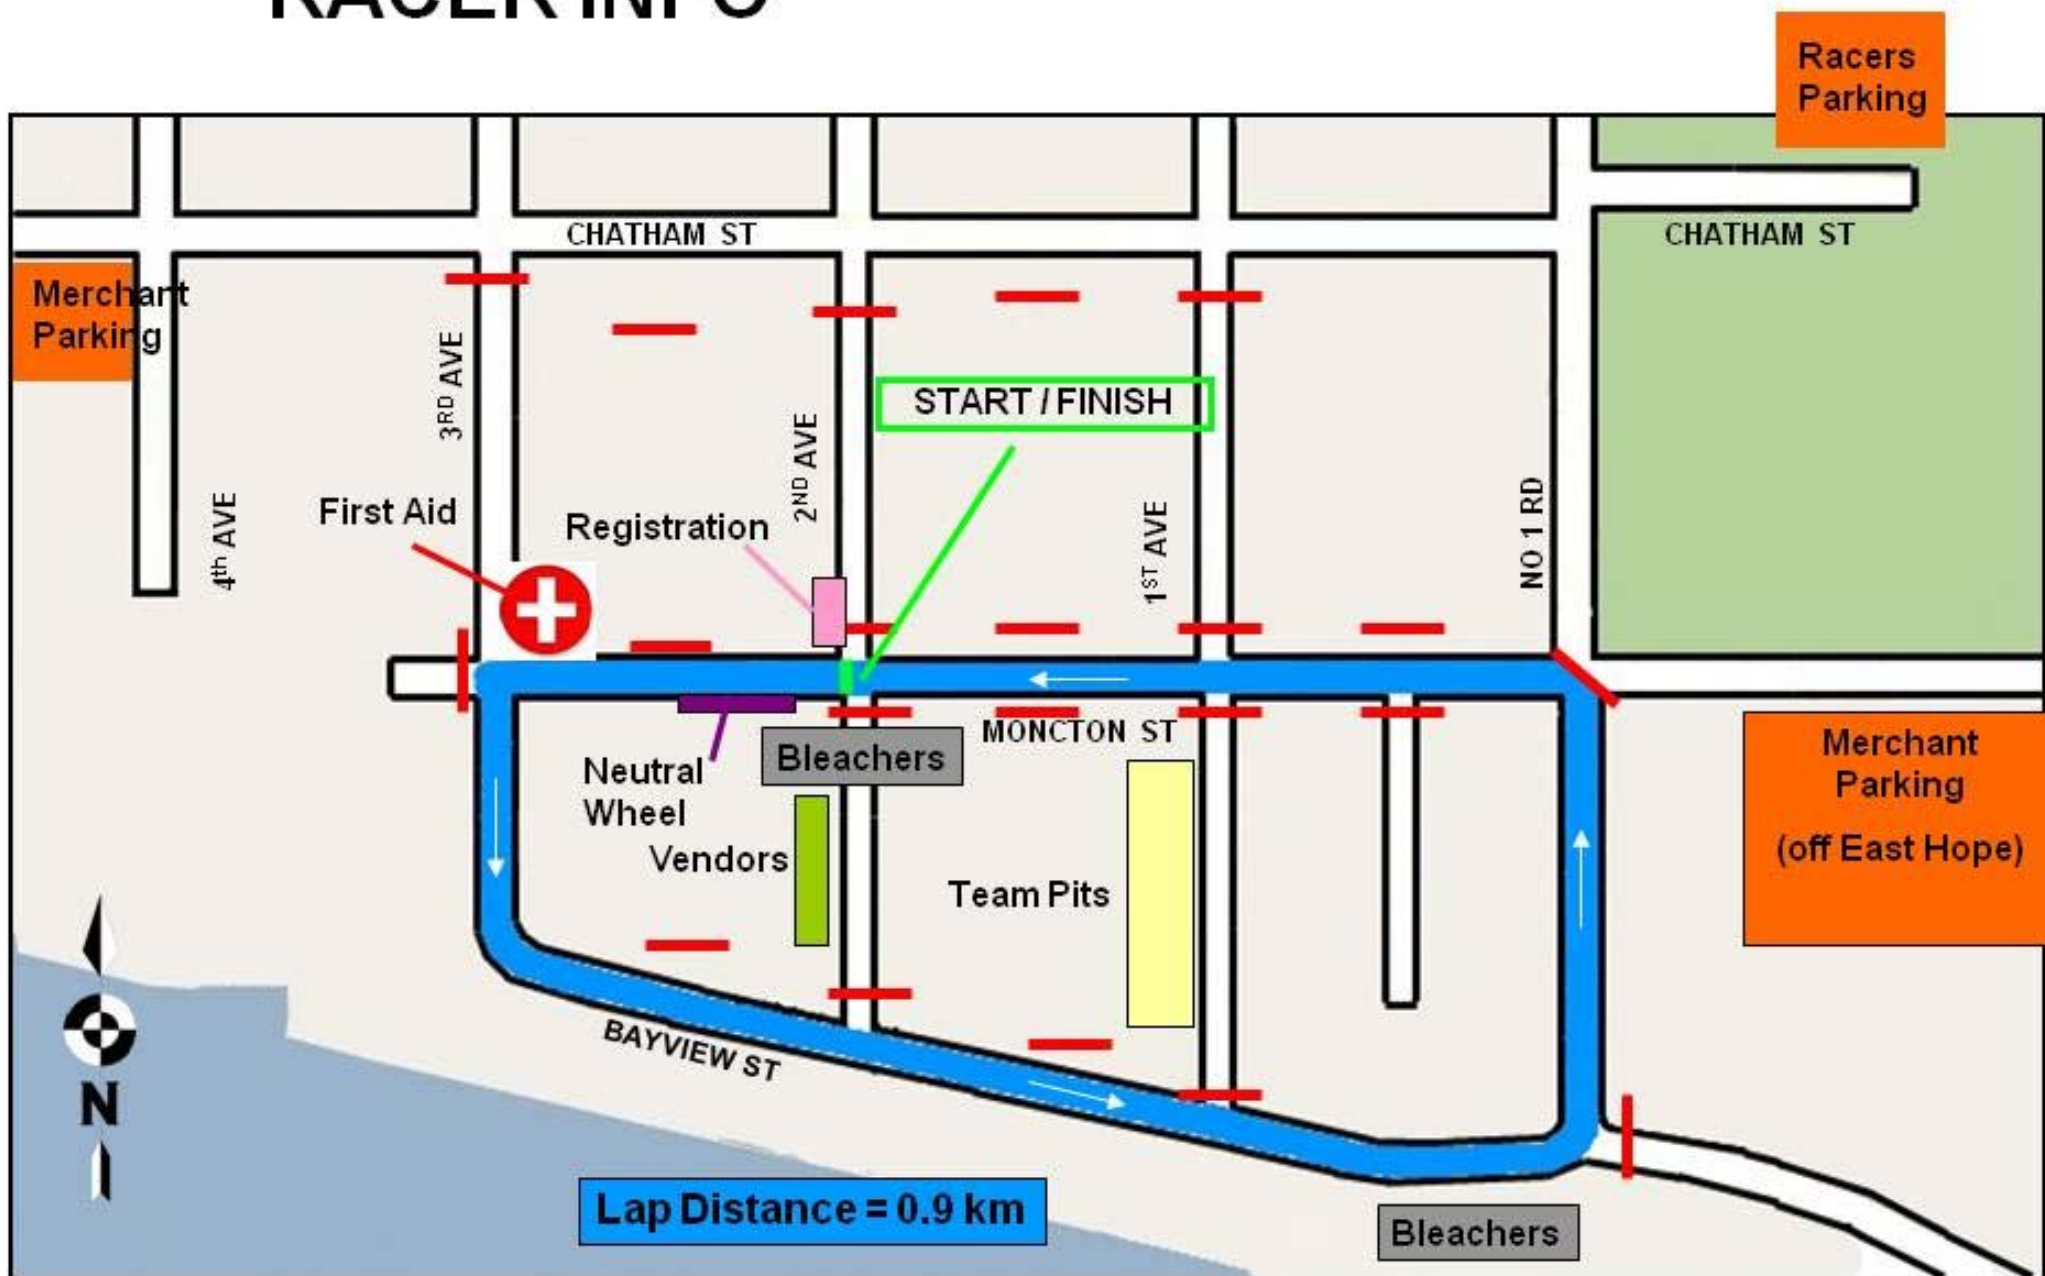 RACER INFO
Racers
Parking
CHATHAM ST
CHATHAM ST
Merchant
Parking
3RD AVE
START / FINISH
2ND AVE
First Aid
Registration
4th AVE
1ST AVE
NO 1 RD
MONCTON ST
Bleachers
Neutral
Wheel
Vendors
Team Pits
Merchant
Parking
(off East Hope)
BAYVIEW ST
N
Lap Distance = 0.9 km
Bleachers